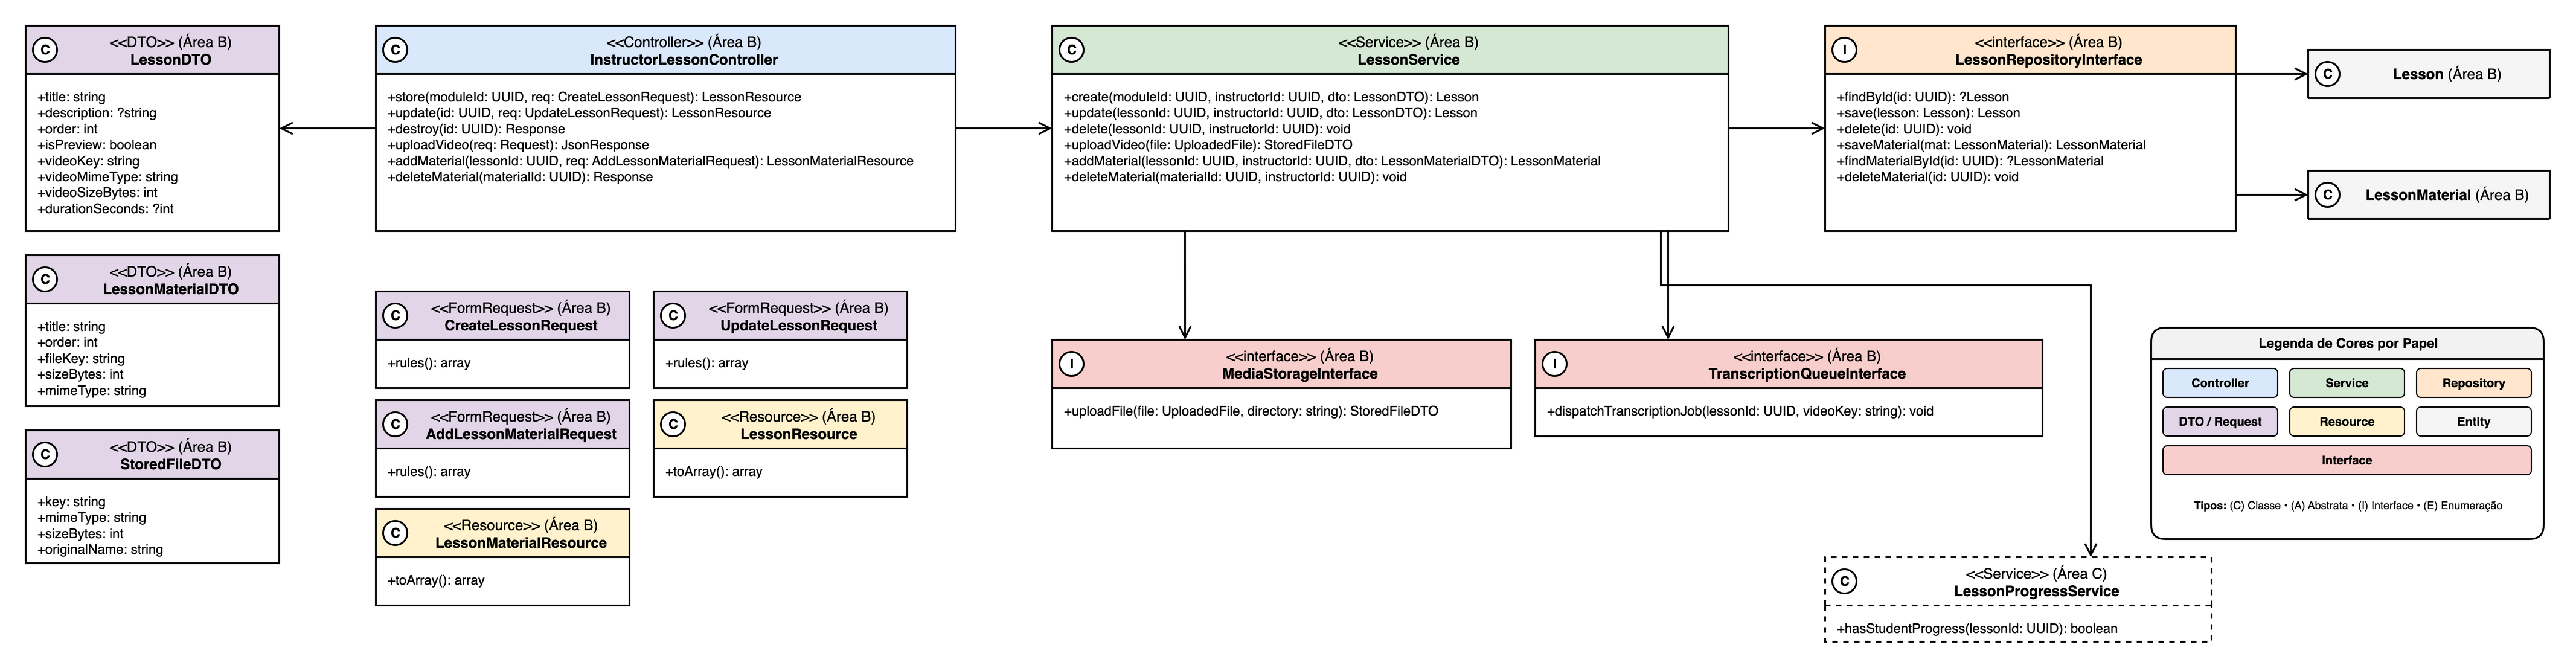 C
<<DTO>> (Área B)
LessonDTO
+title: string
+description: ?string
+order: int
+isPreview: boolean
+videoKey: string
+videoMimeType: string
+videoSizeBytes: int
+durationSeconds: ?int
C
<<Controller>> (Área B)
InstructorLessonController
+store(moduleId: UUID, req: CreateLessonRequest): LessonResource
+update(id: UUID, req: UpdateLessonRequest): LessonResource
+destroy(id: UUID): Response
+uploadVideo(req: Request): JsonResponse
+addMaterial(lessonId: UUID, req: AddLessonMaterialRequest): LessonMaterialResource
+deleteMaterial(materialId: UUID): Response
C
<<Service>> (Área B)
LessonService
+create(moduleId: UUID, instructorId: UUID, dto: LessonDTO): Lesson
+update(lessonId: UUID, instructorId: UUID, dto: LessonDTO): Lesson
+delete(lessonId: UUID, instructorId: UUID): void
+uploadVideo(file: UploadedFile): StoredFileDTO
+addMaterial(lessonId: UUID, instructorId: UUID, dto: LessonMaterialDTO): LessonMaterial
+deleteMaterial(materialId: UUID, instructorId: UUID): void
I
<<interface>> (Área B)
LessonRepositoryInterface
+findById(id: UUID): ?Lesson
+save(lesson: Lesson): Lesson
+delete(id: UUID): void
+saveMaterial(mat: LessonMaterial): LessonMaterial
+findMaterialById(id: UUID): ?LessonMaterial
+deleteMaterial(id: UUID): void
C
Lesson (Área B)
C
LessonMaterial (Área B)
C
<<DTO>> (Área B)
LessonMaterialDTO
+title: string
+order: int
+fileKey: string
+sizeBytes: int
+mimeType: string
C
<<DTO>> (Área B)
StoredFileDTO
+key: string
+mimeType: string
+sizeBytes: int
+originalName: string
C
<<FormRequest>> (Área B)
CreateLessonRequest
+rules(): array
C
<<FormRequest>> (Área B)
UpdateLessonRequest
+rules(): array
C
<<FormRequest>> (Área B)
AddLessonMaterialRequest
+rules(): array
C
<<Resource>> (Área B)
LessonResource
+toArray(): array
C
<<Resource>> (Área B)
LessonMaterialResource
+toArray(): array
I
<<interface>> (Área B)
MediaStorageInterface
+uploadFile(file: UploadedFile, directory: string): StoredFileDTO
I
<<interface>> (Área B)
TranscriptionQueueInterface
+dispatchTranscriptionJob(lessonId: UUID, videoKey: string): void
C
<<Service>> (Área C)
LessonProgressService
+hasStudentProgress(lessonId: UUID): boolean
Legenda de Cores por Papel
Controller
Service
Repository
DTO / Request
Resource
Entity
Interface
Tipos: (C) Classe • (A) Abstrata • (I) Interface • (E) Enumeração